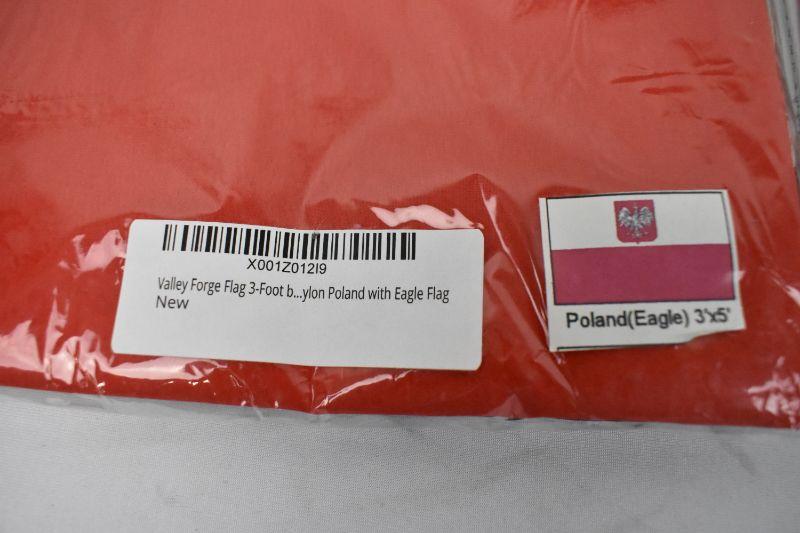 X001Z012I9
Valley Forge Flag 3-Foot b...ylon Poland with Eagle Flag
New
Poland(Eagle) 3'x5'